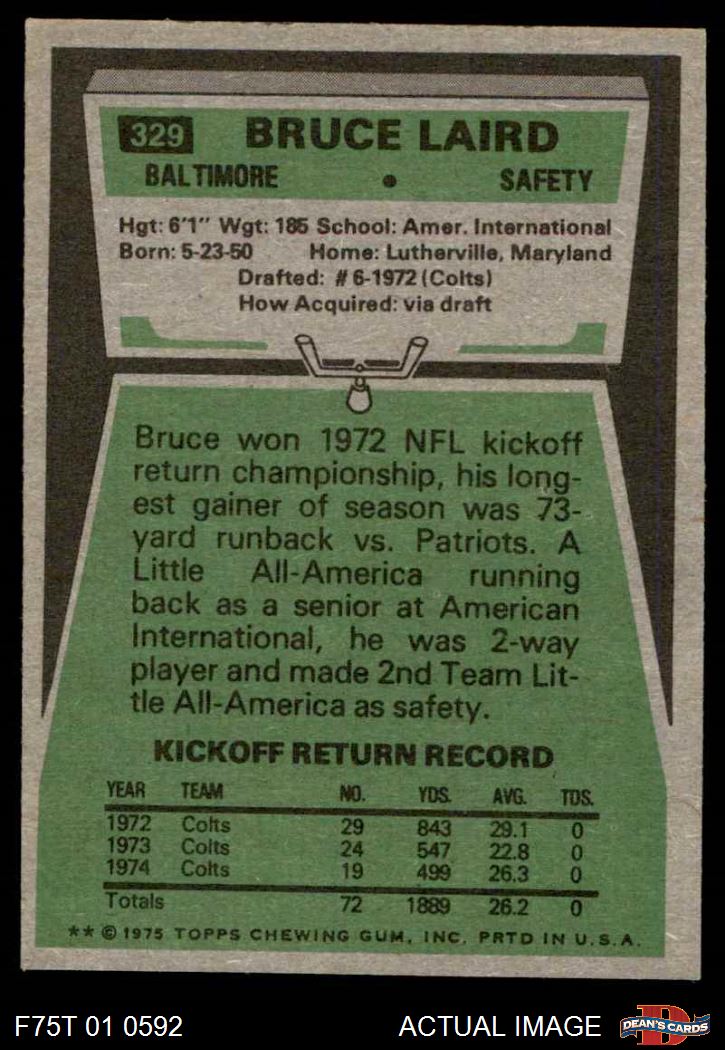 329 BRUCE LAIRD
BALTIMORE • SAFETY
Hgt: 6'1" Wgt: 185 School: Amer. International
Born: 5-23-50 Home: Lutherville, Maryland
Drafted: #6-1972 (Colts)
How Acquired: via draft
Bruce won 1972 NFL kickoff
return championship, his long-
est gainer of season was 73-
yard runback vs. Patriots. A
Little All-America running
back as a senior at American
International, he was 2-way
player and made 2nd Team Lit-
tle All-America as safety.
KICKOFF RETURN RECORD
YEAR TEAM NO. YDS. AVG. TDS.
1972 Colts 29 843 29.1 0
1973 Colts 24 547 22.8 0
1974 Colts 19 499 26.3 0
Totals 72 1889 26.2 0
** © 1975 TOPPS CHEWING GUM, INC. PRTD IN U.S.A.
F75T 01 0592 ACTUAL IMAGE DEAN'S CARDS